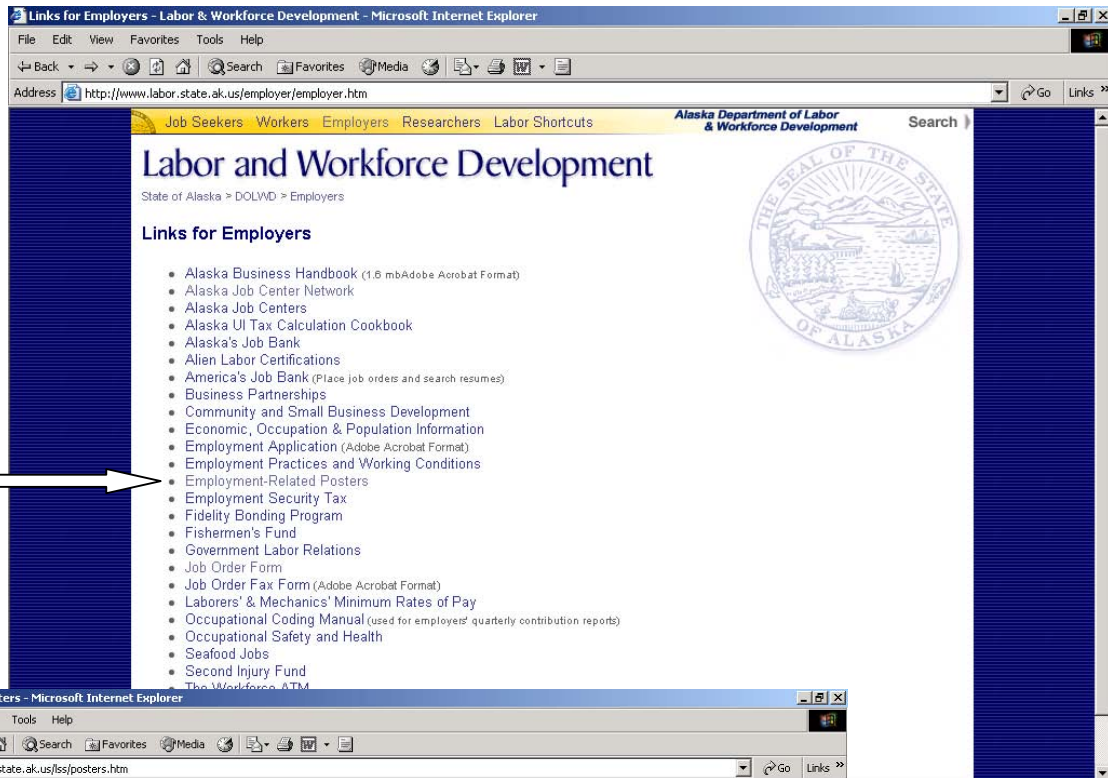 Links for Employers - Labor & Workforce Development - Microsoft Internet Explorer
File Edit View Favorites Tools Help
Back Search Favorites Media
Address http://www.labor.state.ak.us/employer/employer.htm Go Links »
Job Seekers Workers Employers Researchers Labor Shortcuts Alaska Department of Labor & Workforce Development Search
Labor and Workforce Development
THE SEAL OF THE STATE OF ALASKA
State of Alaska > DOLWD > Employers
Links for Employers
Alaska Business Handbook (1.6 mbAdobe Acrobat Format)
Alaska Job Center Network
Alaska Job Centers
Alaska UI Tax Calculation Cookbook
Alaska's Job Bank
Alien Labor Certifications
America's Job Bank (Place job orders and search resumes)
Business Partnerships
Community and Small Business Development
Economic, Occupation & Population Information
Employment Application (Adobe Acrobat Format)
Employment Practices and Working Conditions
Employment-Related Posters
Employment Security Tax
Fidelity Bonding Program
Fishermen's Fund
Government Labor Relations
Job Order Form
Job Order Fax Form (Adobe Acrobat Format)
Laborers' & Mechanics' Minimum Rates of Pay
Occupational Coding Manual (used for employers' quarterly contribution reports)
Occupational Safety and Health
Seafood Jobs
Second Injury Fund
The Workforce ATM
ters - Microsoft Internet Explorer
Tools Help
Search Favorites Media
state.ak.us/lss/posters.htm Go Links »